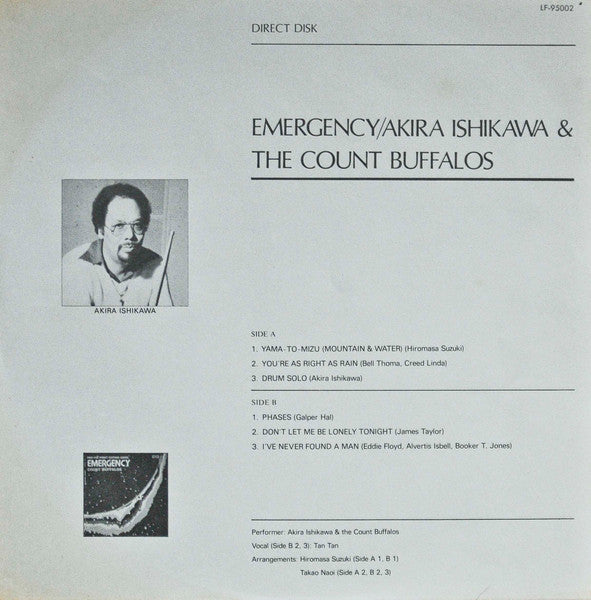 LF-95002
DIRECT DISK
EMERGENCY/AKIRA ISHIKAWA &
THE COUNT BUFFALOS
AKIRA ISHIKAWA
SIDE A
1. YAMA-TO-MIZU (MOUNTAIN & WATER) (Hiromasa Suzuki)
2. YOU'RE AS RIGHT AS RAIN (Bell Thoma, Creed Linda)
3. DRUM SOLO (Akira Ishikawa)
SIDE B
1. PHASES (Galper Hal)
2. DON'T LET ME BE LONELY TONIGHT (James Taylor)
3. I'VE NEVER FOUND A MAN (Eddie Floyd, Alvertis Isbell, Booker T. Jones)
EMERGENCY
COUNT BUFFALOS
Performer: Akira Ishikawa & the Count Buffalos
Vocal (Side B 2, 3): Tan Tan
Arrangements: Hiromasa Suzuki (Side A 1, B 1)
Takao Naoi (Side A 2, B 2, 3)